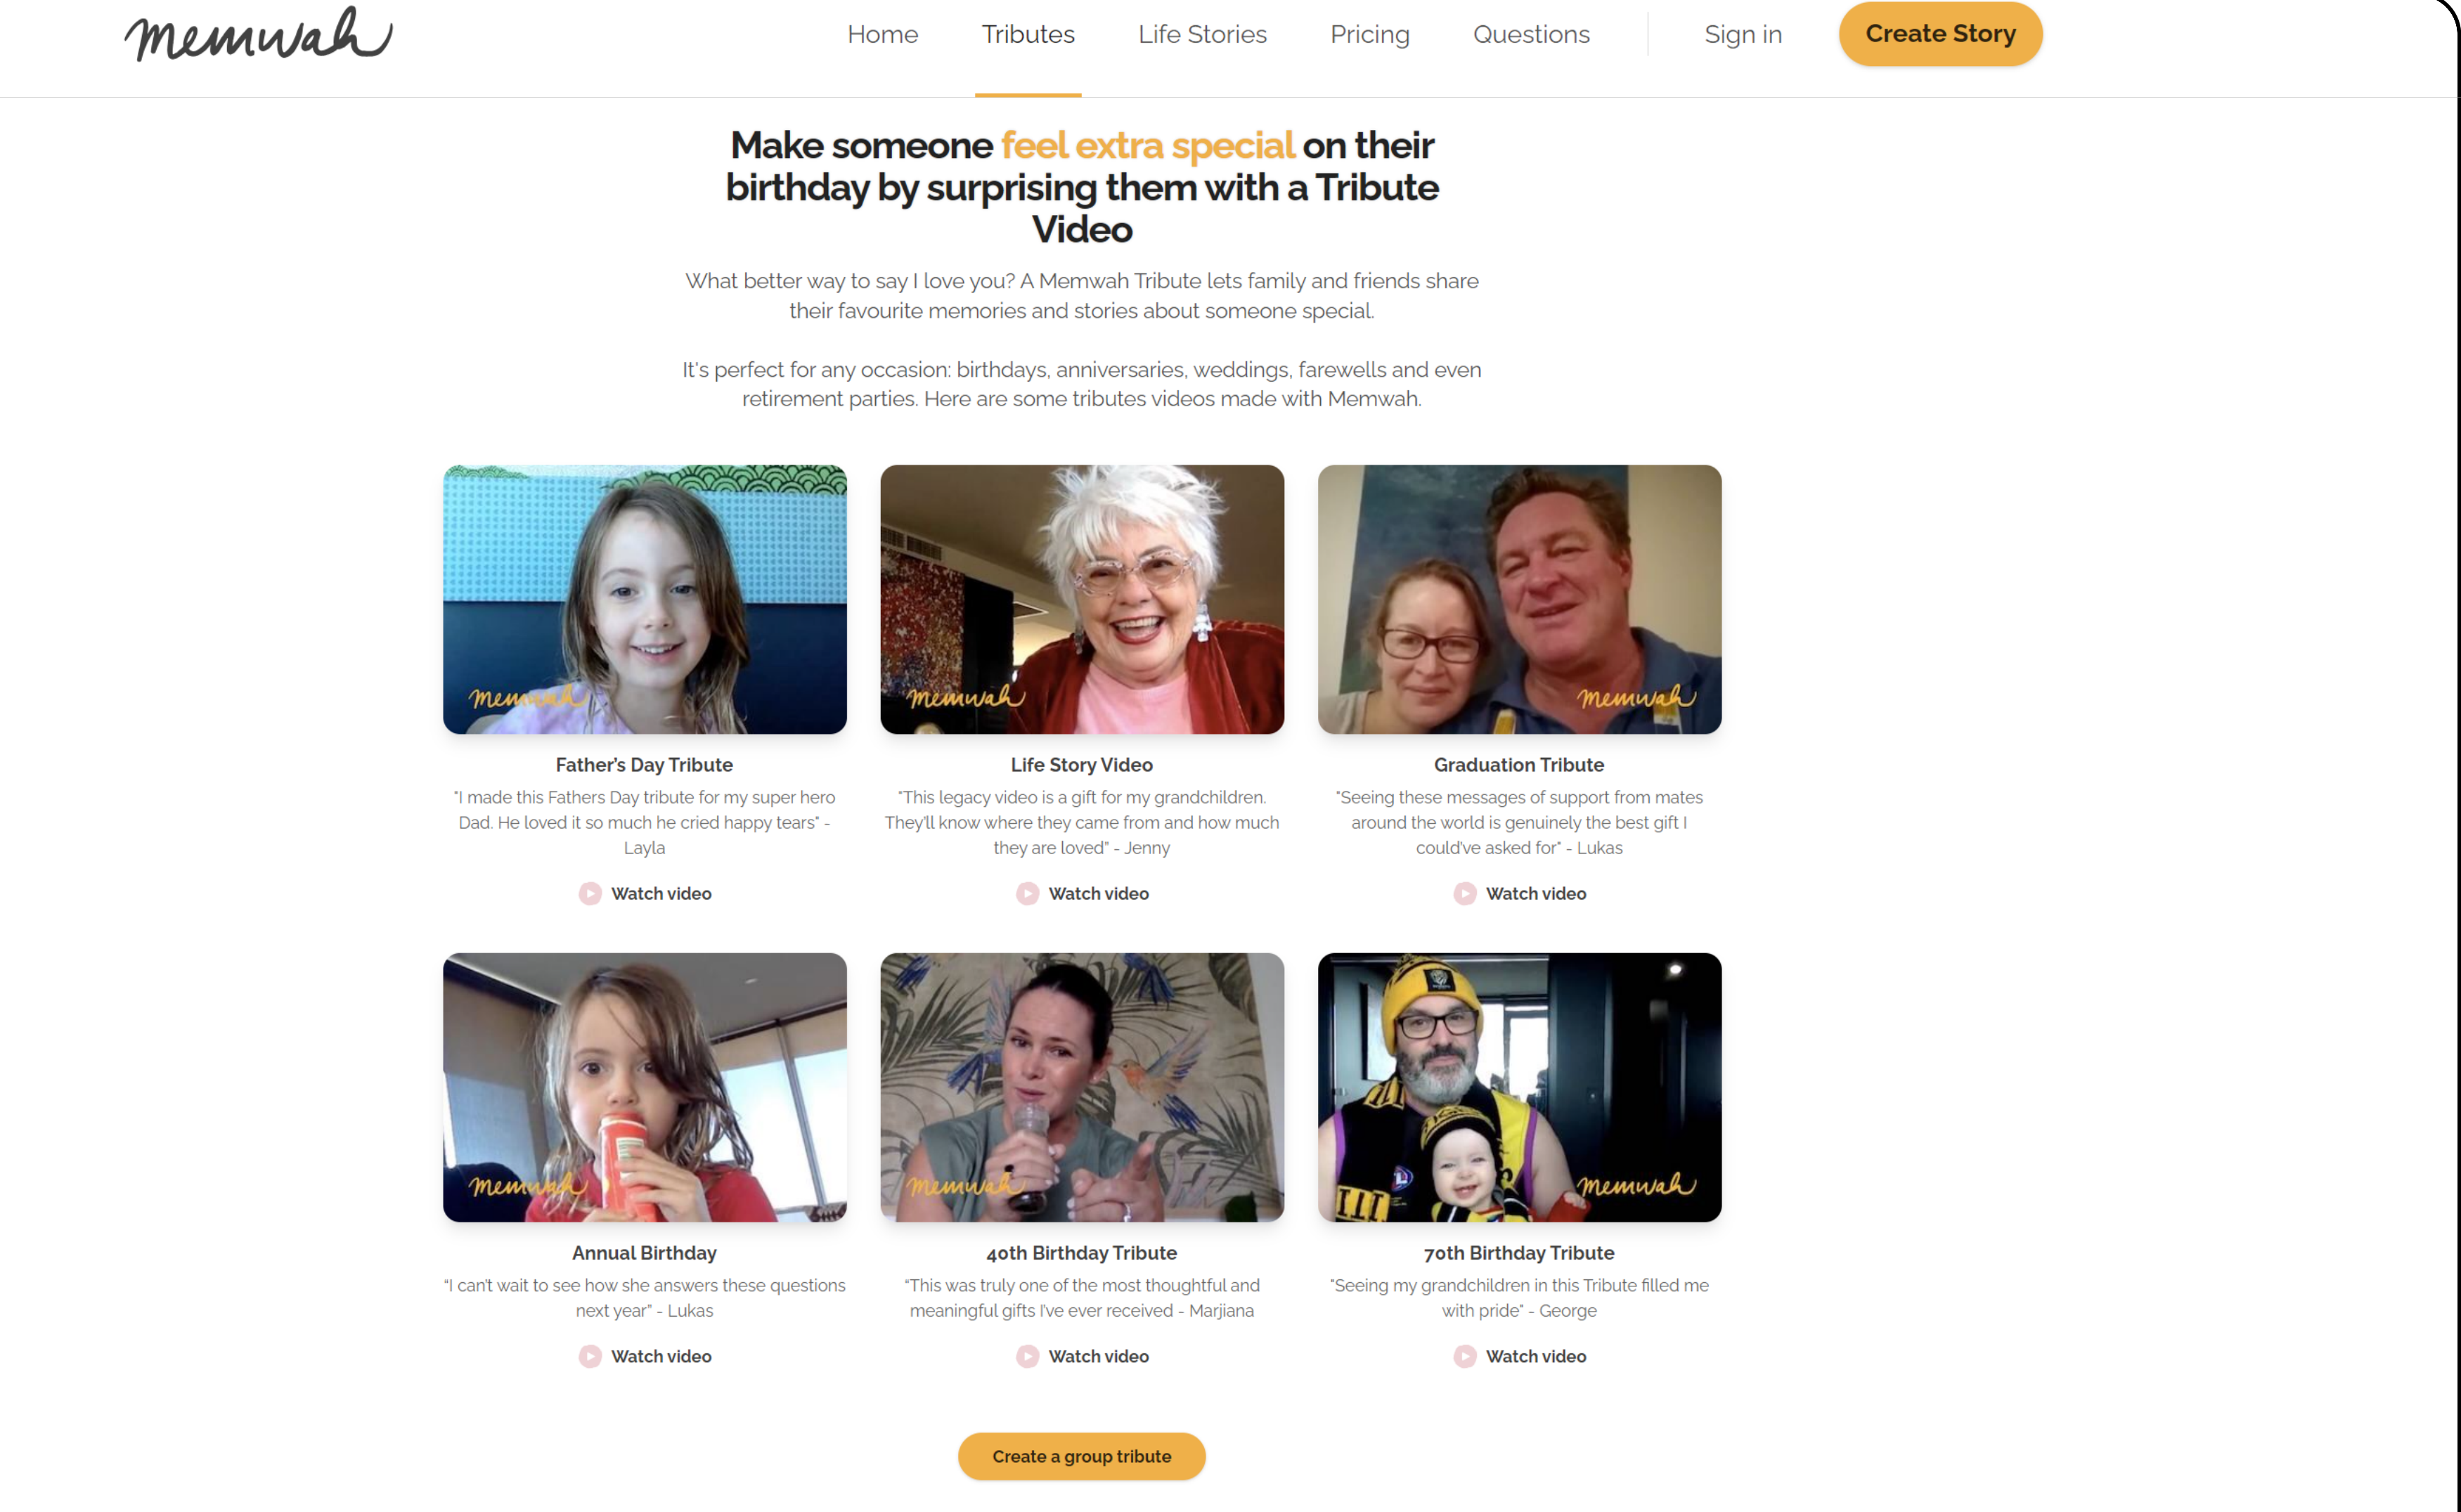 memwah
Home
Tributes
Life Stories
Pricing
Questions
Sign in
Create Story
Make someone feel extra special on their
birthday by surprising them with a Tribute
Video
What better way to say I love you? A Memwah Tribute lets family and friends share
their favourite memories and stories about someone special.
It's perfect for any occasion: birthdays, anniversaries, weddings, farewells and even
retirement parties. Here are some tributes videos made with Memwah.
memwah
Father's Day Tribute
"I made this Fathers Day tribute for my super hero
Dad. He loved it so much he cried happy tears" -
Layla
Watch video
memwah
Life Story Video
"This legacy video is a gift for my grandchildren.
They'll know where they came from and how much
they are loved" - Jenny
Watch video
memwah
Graduation Tribute
"Seeing these messages of support from mates
around the world is genuinely the best gift I
could've asked for" - Lukas
Watch video
memwah
Annual Birthday
"I can't wait to see how she answers these questions
next year" - Lukas
Watch video
memwah
40th Birthday Tribute
"This was truly one of the most thoughtful and
meaningful gifts I've ever received - Marjiana
Watch video
memwah
70th Birthday Tribute
"Seeing my grandchildren in this Tribute filled me
with pride" - George
Watch video
Create a group tribute